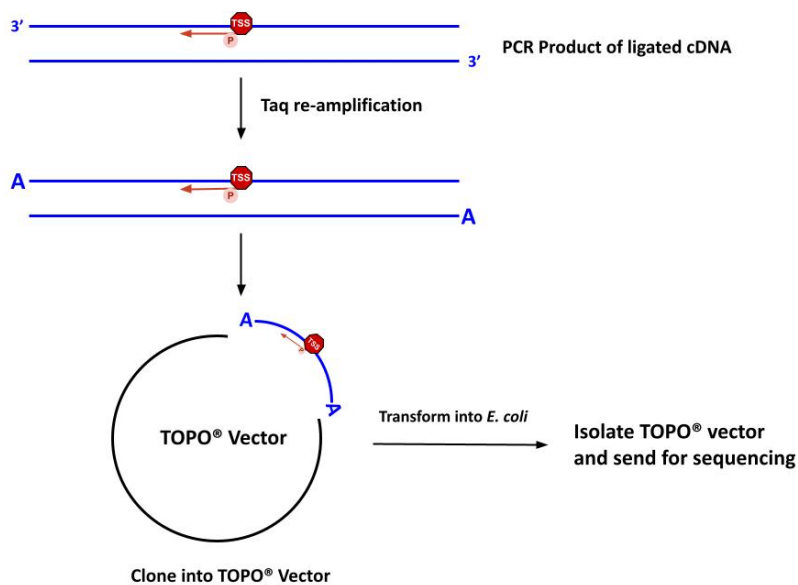 3’
TSS
P
PCR Product of ligated cDNA
3’
Taq re-amplification
A
TSS
P
A
A
TSS
A
TOPO® Vector
Transform into E. coli
Isolate TOPO® vector
and send for sequencing
Clone into TOPO® Vector